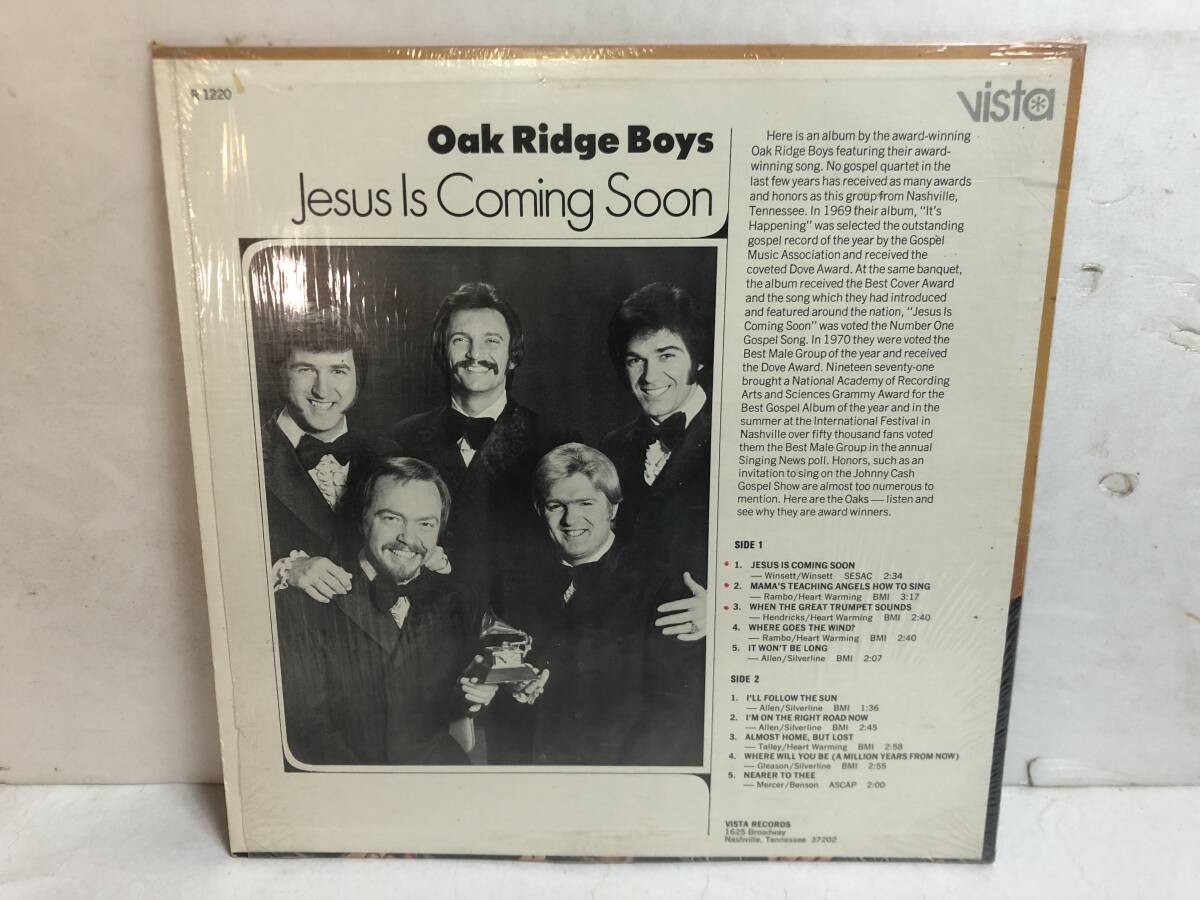 R 1220
vista
Oak Ridge Boys
Jesus Is Coming Soon
Here is an album by the award-winning
Oak Ridge Boys featuring their award-
winning song. No gospel quartet in the
last few years has received as many awards
and honors as this group from Nashville,
Tennessee. In 1969 their album, "It's
Happening" was selected the outstanding
gospel record of the year by the Gospel
Music Association and received the
coveted Dove Award. At the same banquet,
the album received the Best Cover Award
and the song which they had introduced
and featured around the nation, "Jesus Is
Coming Soon" was voted the Number One
Gospel Song. In 1970 they were voted the
Best Male Group of the year and received
the Dove Award. Nineteen seventy-one
brought a National Academy of Recording
Arts and Sciences Grammy Award for the
Best Gospel Album of the year and in the
summer at the International Festival in
Nashville over fifty thousand fans voted
them the Best Male Group in the annual
Singing News poll. Honors, such as an
invitation to sing on the Johnny Cash
Gospel Show are almost too numerous to
mention. Here are the Oaks — listen and
see why they are award winners.
SIDE 1
1. JESUS IS COMING SOON
— Winsett/Winsett SESAC 2:34
2. MAMA'S TEACHING ANGELS HOW TO SING
— Rambo/Heart Warming BMI 3:17
3. WHEN THE GREAT TRUMPET SOUNDS
— Hendricks/Heart Warming BMI 2:40
4. WHERE GOES THE WIND?
— Rambo/Heart Warming BMI 2:40
5. IT WON'T BE LONG
— Allen/Silverline BMI 2:07
SIDE 2
1. I'LL FOLLOW THE SUN
— Allen/Silverline BMI 1:36
2. I'M ON THE RIGHT ROAD NOW
— Allen/Silverline BMI 2:45
3. ALMOST HOME, BUT LOST
— Talley/Heart Warming BMI 2:58
4. WHERE WILL YOU BE (A MILLION YEARS FROM NOW)
— Gleason/Silverline BMI 2:55
5. NEARER TO THEE
— Mercer/Benson ASCAP 2:00
VISTA RECORDS
1625 Broadway
Nashville, Tennessee 37202